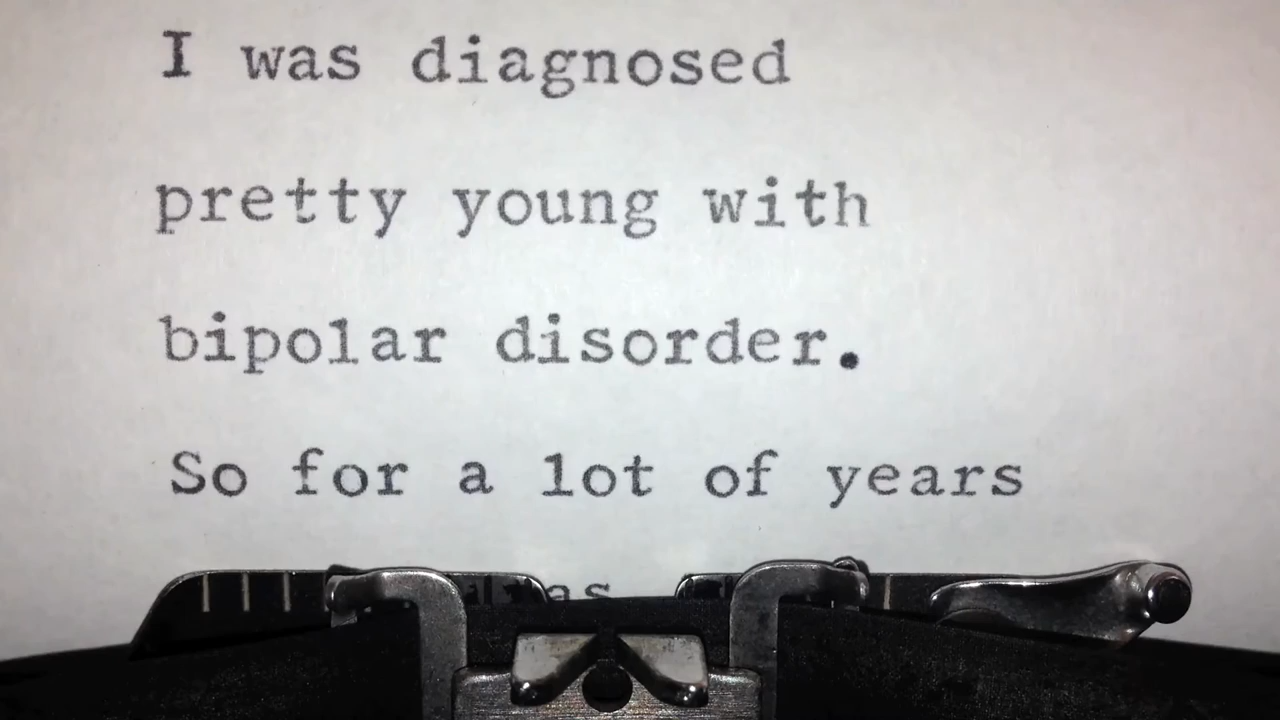 I was diagnosed
pretty young with
bipolar disorder.
So for a lot of years